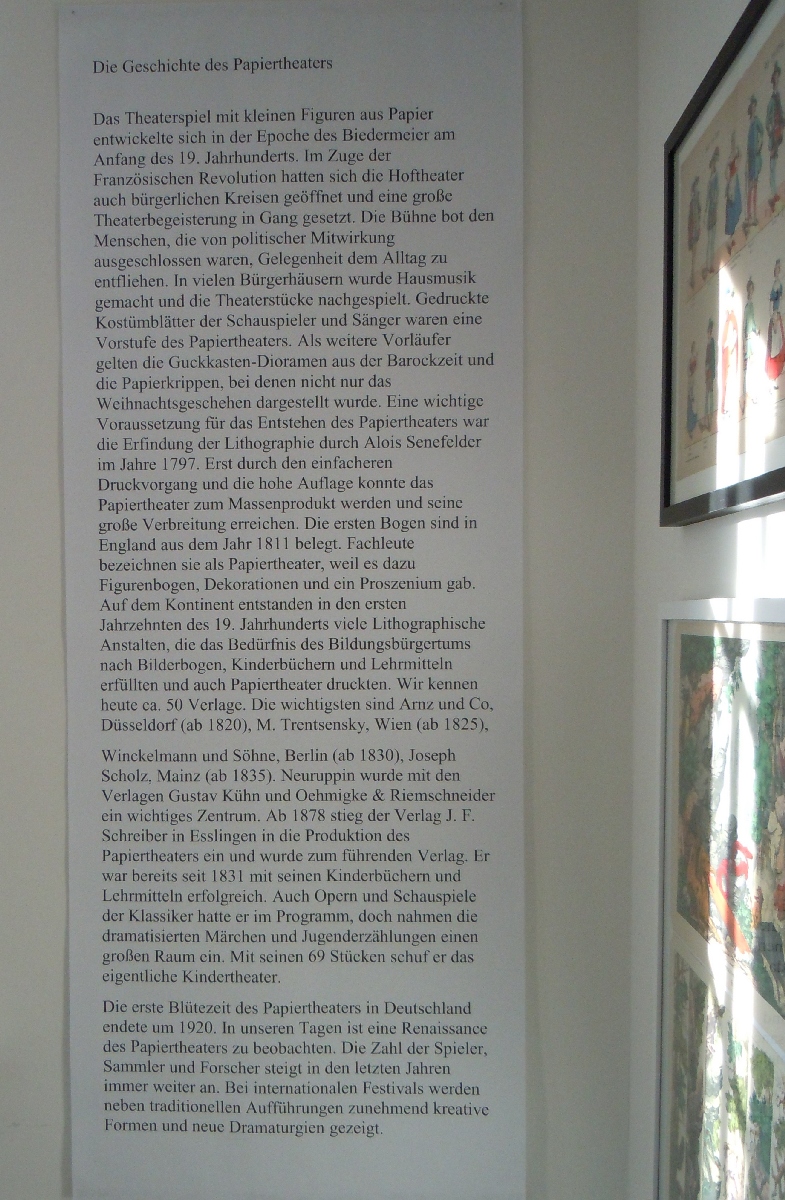 Die Geschichte des Papiertheaters
Das Theaterspiel mit kleinen Figuren aus Papier
entwickelte sich in der Epoche des Biedermeier am
Anfang des 19. Jahrhunderts. Im Zuge der
Französischen Revolution hatten sich die Hoftheater
auch bürgerlichen Kreisen geöffnet und eine große
Theaterbegeisterung in Gang gesetzt. Die Bühne bot den
Menschen, die von politischer Mitwirkung
ausgeschlossen waren, Gelegenheit dem Alltag zu
entfliehen. In vielen Bürgerhäusern wurde Hausmusik
gemacht und die Theaterstücke nachgespielt. Gedruckte
Kostümblätter der Schauspieler und Sänger waren eine
Vorstufe des Papiertheaters. Als weitere Vorläufer
gelten die Guckkasten-Dioramen aus der Barockzeit und
die Papierkrippen, bei denen nicht nur das
Weihnachtsgeschehen dargestellt wurde. Eine wichtige
Voraussetzung für das Entstehen des Papiertheaters war
die Erfindung der Lithographie durch Alois Senefelder
im Jahre 1797. Erst durch den einfacheren
Druckvorgang und die hohe Auflage konnte das
Papiertheater zum Massenprodukt werden und seine
große Verbreitung erreichen. Die ersten Bogen sind in
England aus dem Jahr 1811 belegt. Fachleute
bezeichnen sie als Papiertheater, weil es dazu
Figurenbogen, Dekorationen und ein Proszenium gab.
Auf dem Kontinent entstanden in den ersten
Jahrzehnten des 19. Jahrhunderts viele Lithographische
Anstalten, die das Bedürfnis des Bildungsbürgertums
nach Bilderbogen, Kinderbüchern und Lehrmitteln
erfüllten und auch Papiertheater druckten. Wir kennen
heute ca. 50 Verlage. Die wichtigsten sind Arnz und Co,
Düsseldorf (ab 1820), M. Trentsensky, Wien (ab 1825),
Winckelmann und Söhne, Berlin (ab 1830), Joseph
Scholz, Mainz (ab 1835). Neuruppin wurde mit den
Verlagen Gustav Kühn und Oehmigke & Riemschneider
ein wichtiges Zentrum. Ab 1878 stieg der Verlag J. F.
Schreiber in Esslingen in die Produktion des
Papiertheaters ein und wurde zum führenden Verlag. Er
war bereits seit 1831 mit seinen Kinderbüchern und
Lehrmitteln erfolgreich. Auch Opern und Schauspiele
der Klassiker hatte er im Programm, doch nahmen die
dramatisierten Märchen und Jugenderzählungen einen
großen Raum ein. Mit seinen 69 Stücken schuf er das
eigentliche Kindertheater.
Die erste Blütezeit des Papiertheaters in Deutschland
endete um 1920. In unseren Tagen ist eine Renaissance
des Papiertheaters zu beobachten. Die Zahl der Spieler,
Sammler und Forscher steigt in den letzten Jahren
immer weiter an. Bei internationalen Festivals werden
neben traditionellen Aufführungen zunehmend kreative
Formen und neue Dramaturgien gezeigt.